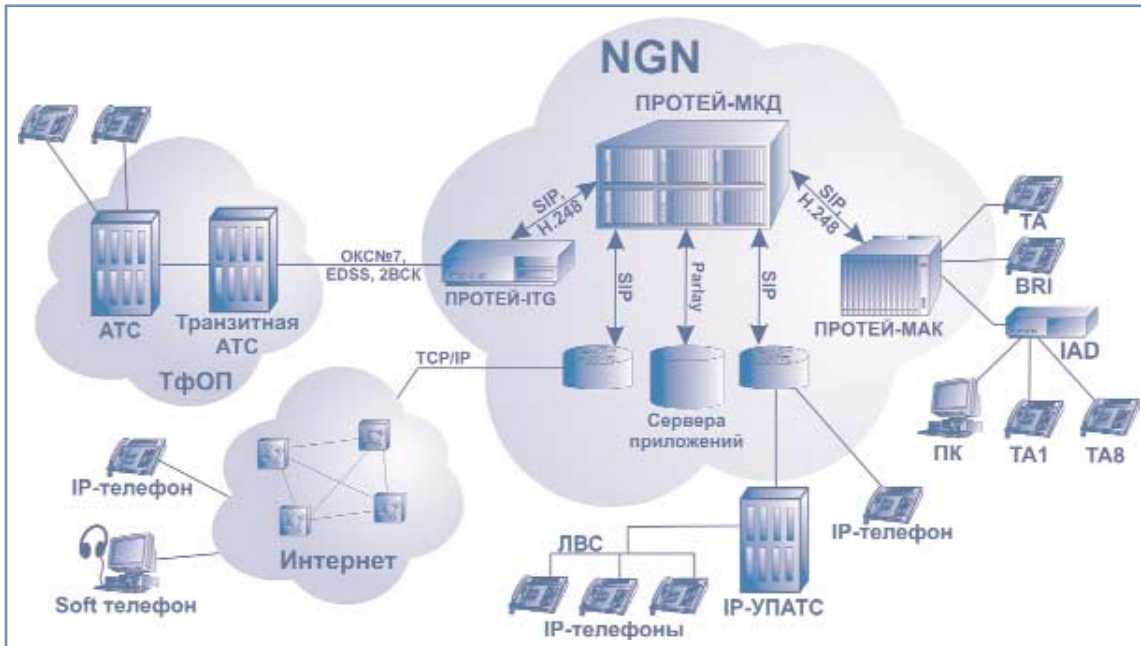 NGN
ПРОТЕЙ-МКД
SIP,
H.248
SIP,
H.248
TA
BRI
ОКС№7,
EDSS, 2ВСК
ПРОТЕЙ-ITG
SIP
Parlay
SIP
ПРОТЕЙ-МАК
IAD
АТС
Транзитная
АТС
ТфОП
TCP/IP
Сервера
приложений
ПК
ТА1
ТА8
IP-телефон
Интернет
Soft телефон
ЛВС
IP-телефоны
IP-УПАТС
IP-телефон